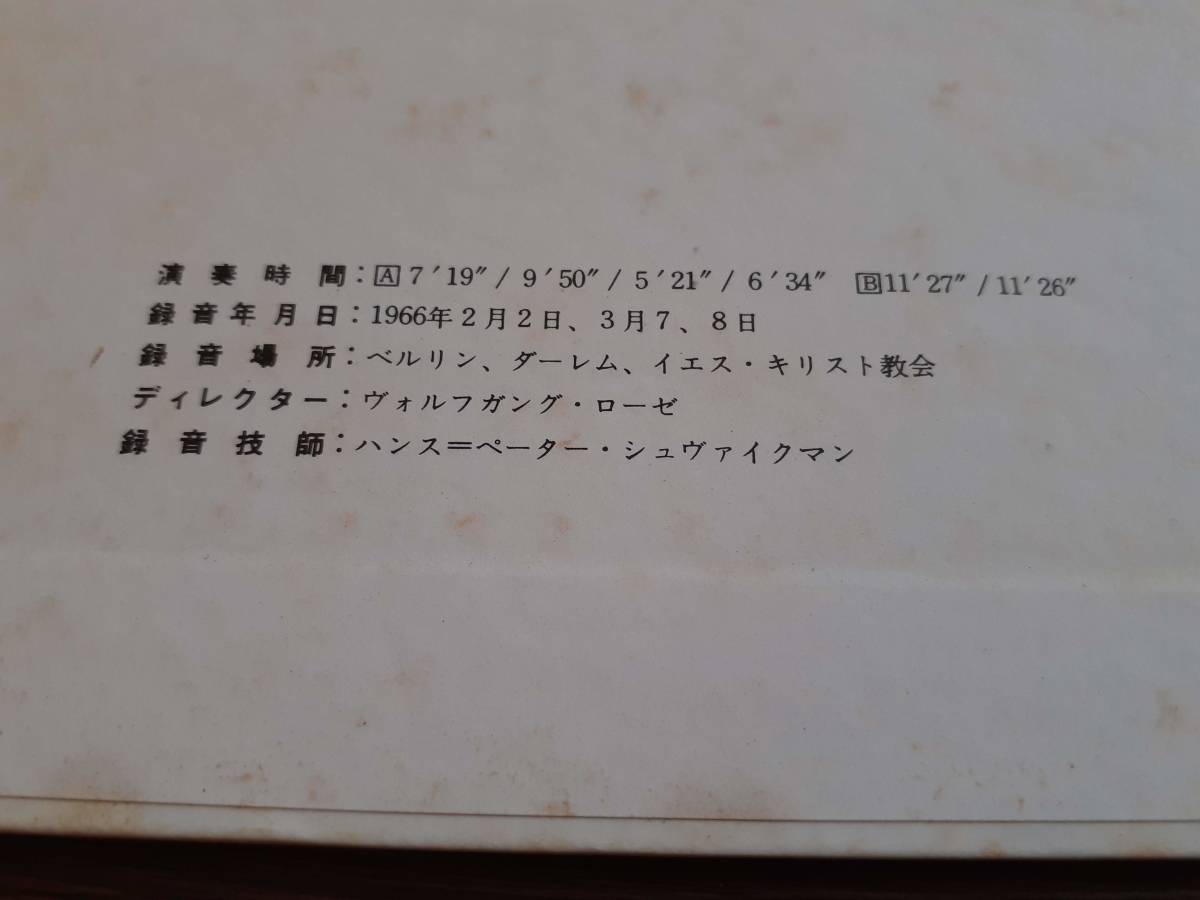 演奏時間：🄰7′19″/9′50″/5′21″/6′34″ 🄱11′27″/11′26″
録音年月日：1966年2月2日、3月7、8日
録音場所：ベルリン、ダーレム、イエス・キリスト教会
ディレクター：ヴォルフガング・ローゼ
録音技師：ハンス＝ペーター・シュヴァイクマン